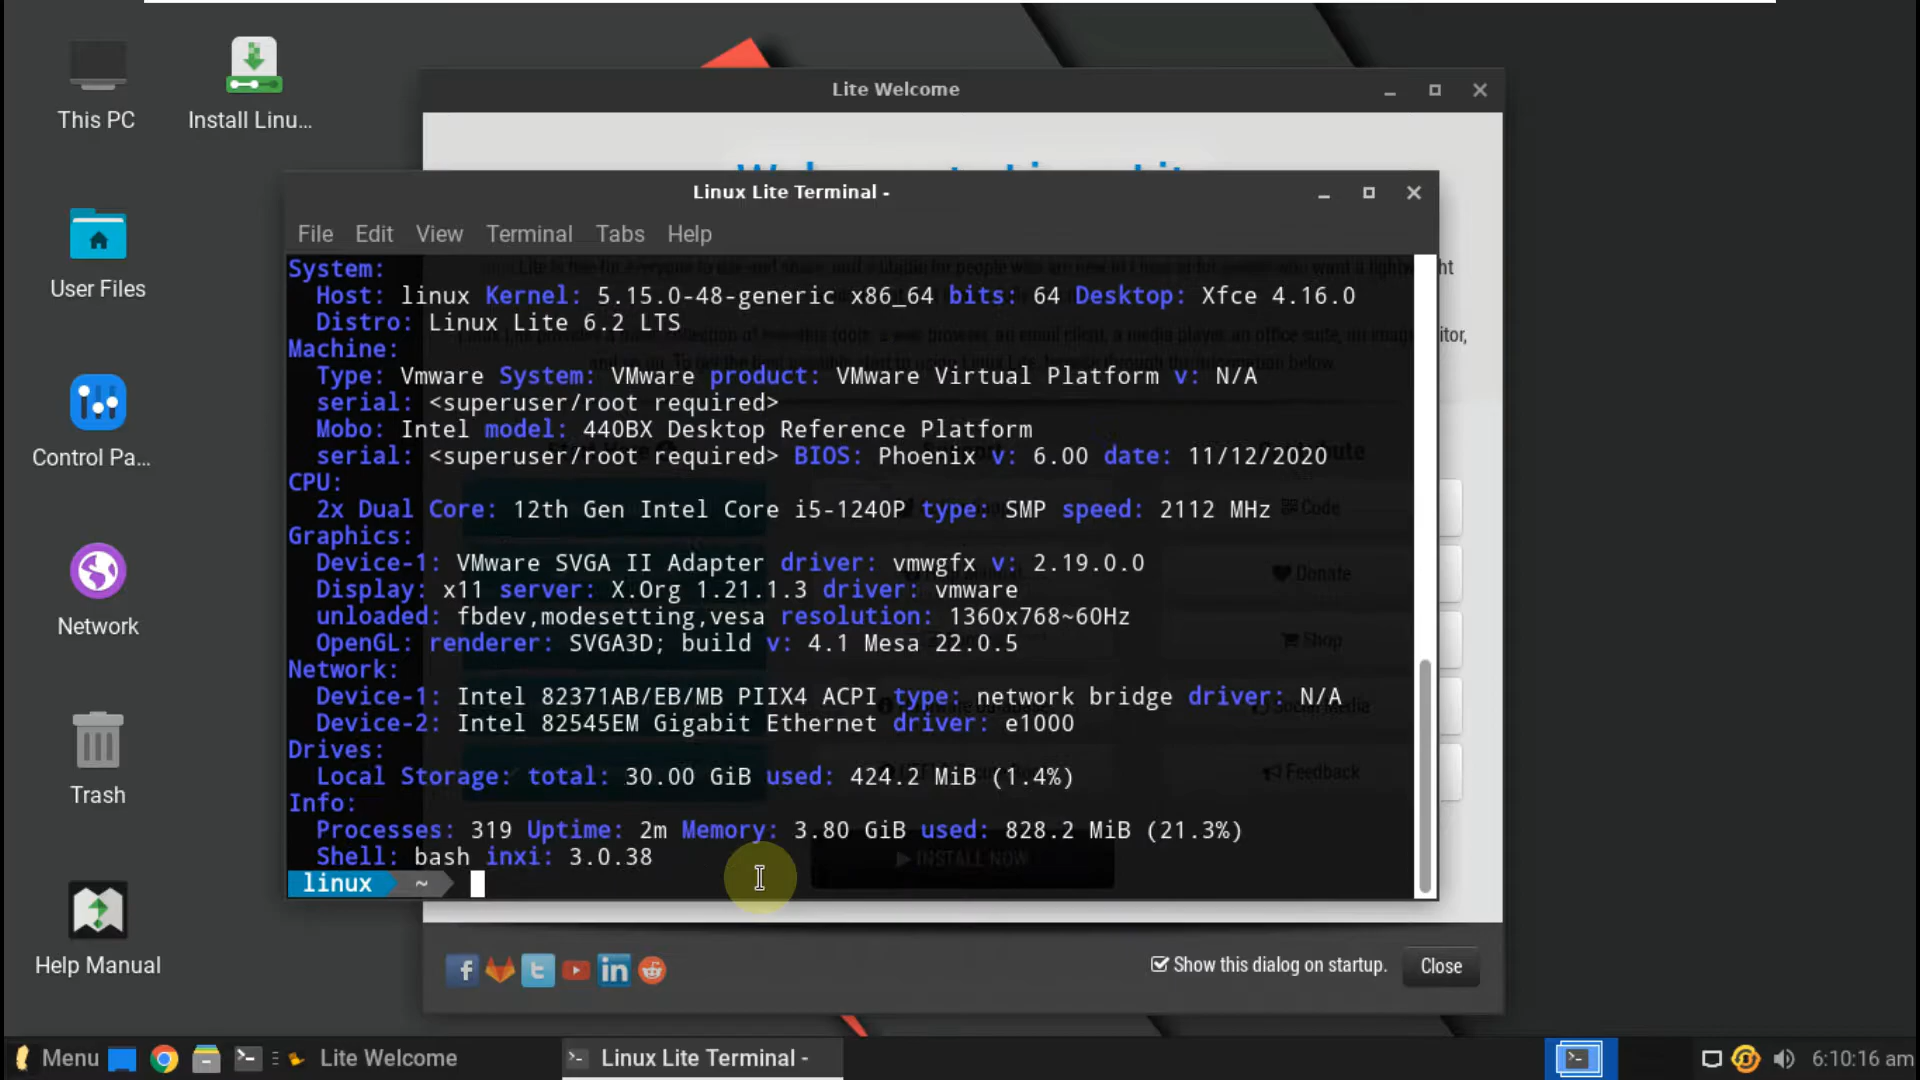 This PC
Install Linu...
User Files
Control Pa...
Network
Trash
Help Manual
Lite Welcome
Linux Lite Terminal -
File Edit View Terminal Tabs Help
System:
Host: linux Kernel: 5.15.0-48-generic x86_64 bits: 64 Desktop: Xfce 4.16.0
Distro: Linux Lite 6.2 LTS
Machine:
Type: Vmware System: VMware product: VMware Virtual Platform v: N/A
serial: <superuser/root required>
Mobo: Intel model: 440BX Desktop Reference Platform
serial: <superuser/root required> BIOS: Phoenix v: 6.00 date: 11/12/2020
CPU:
2x Dual Core: 12th Gen Intel Core i5-1240P type: SMP speed: 2112 MHz
Graphics:
Device-1: VMware SVGA II Adapter driver: vmwgfx v: 2.19.0.0
Display: x11 server: X.Org 1.21.1.3 driver: vmware
unloaded: fbdev,modesetting,vesa resolution: 1360x768~60Hz
OpenGL: renderer: SVGA3D; build v: 4.1 Mesa 22.0.5
Network:
Device-1: Intel 82371AB/EB/MB PIIX4 ACPI type: network bridge driver: N/A
Device-2: Intel 82545EM Gigabit Ethernet driver: e1000
Drives:
Local Storage: total: 30.00 GiB used: 424.2 MiB (1.4%)
Info:
Processes: 319 Uptime: 2m Memory: 3.80 GiB used: 828.2 MiB (21.3%)
Shell: bash inxi: 3.0.38
linux ~
Code
Donate
Shop
Social Media
Feedback
INSTALL NOW
Show this dialog on startup.
Close
Menu
Lite Welcome
Linux Lite Terminal -
6:10:16 am